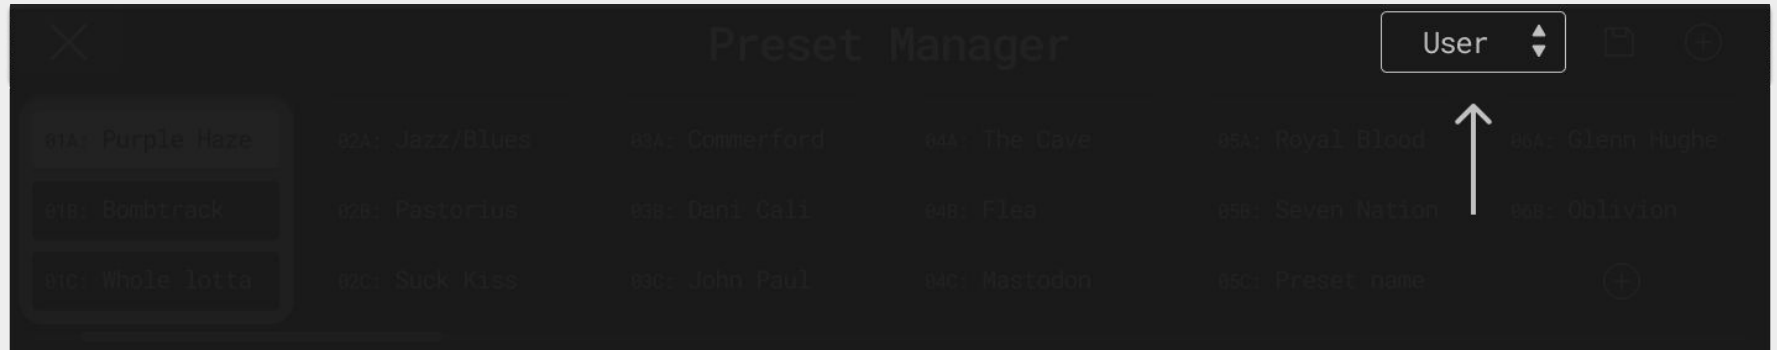 Preset Manager
User
01A: Purple Haze
02A: Jazz/Blues
03A: Commerford
04A: The Cave
05A: Royal Blood
06A: Glenn Hughe
01B: Bombtrack
02B: Pastorius
03B: Dani Cali
04B: Flea
05B: Seven Nation
06B: Oblivion
01C: Whole lotta
02C: Suck Kiss
03C: John Paul
04C: Mastodon
05C: Preset name